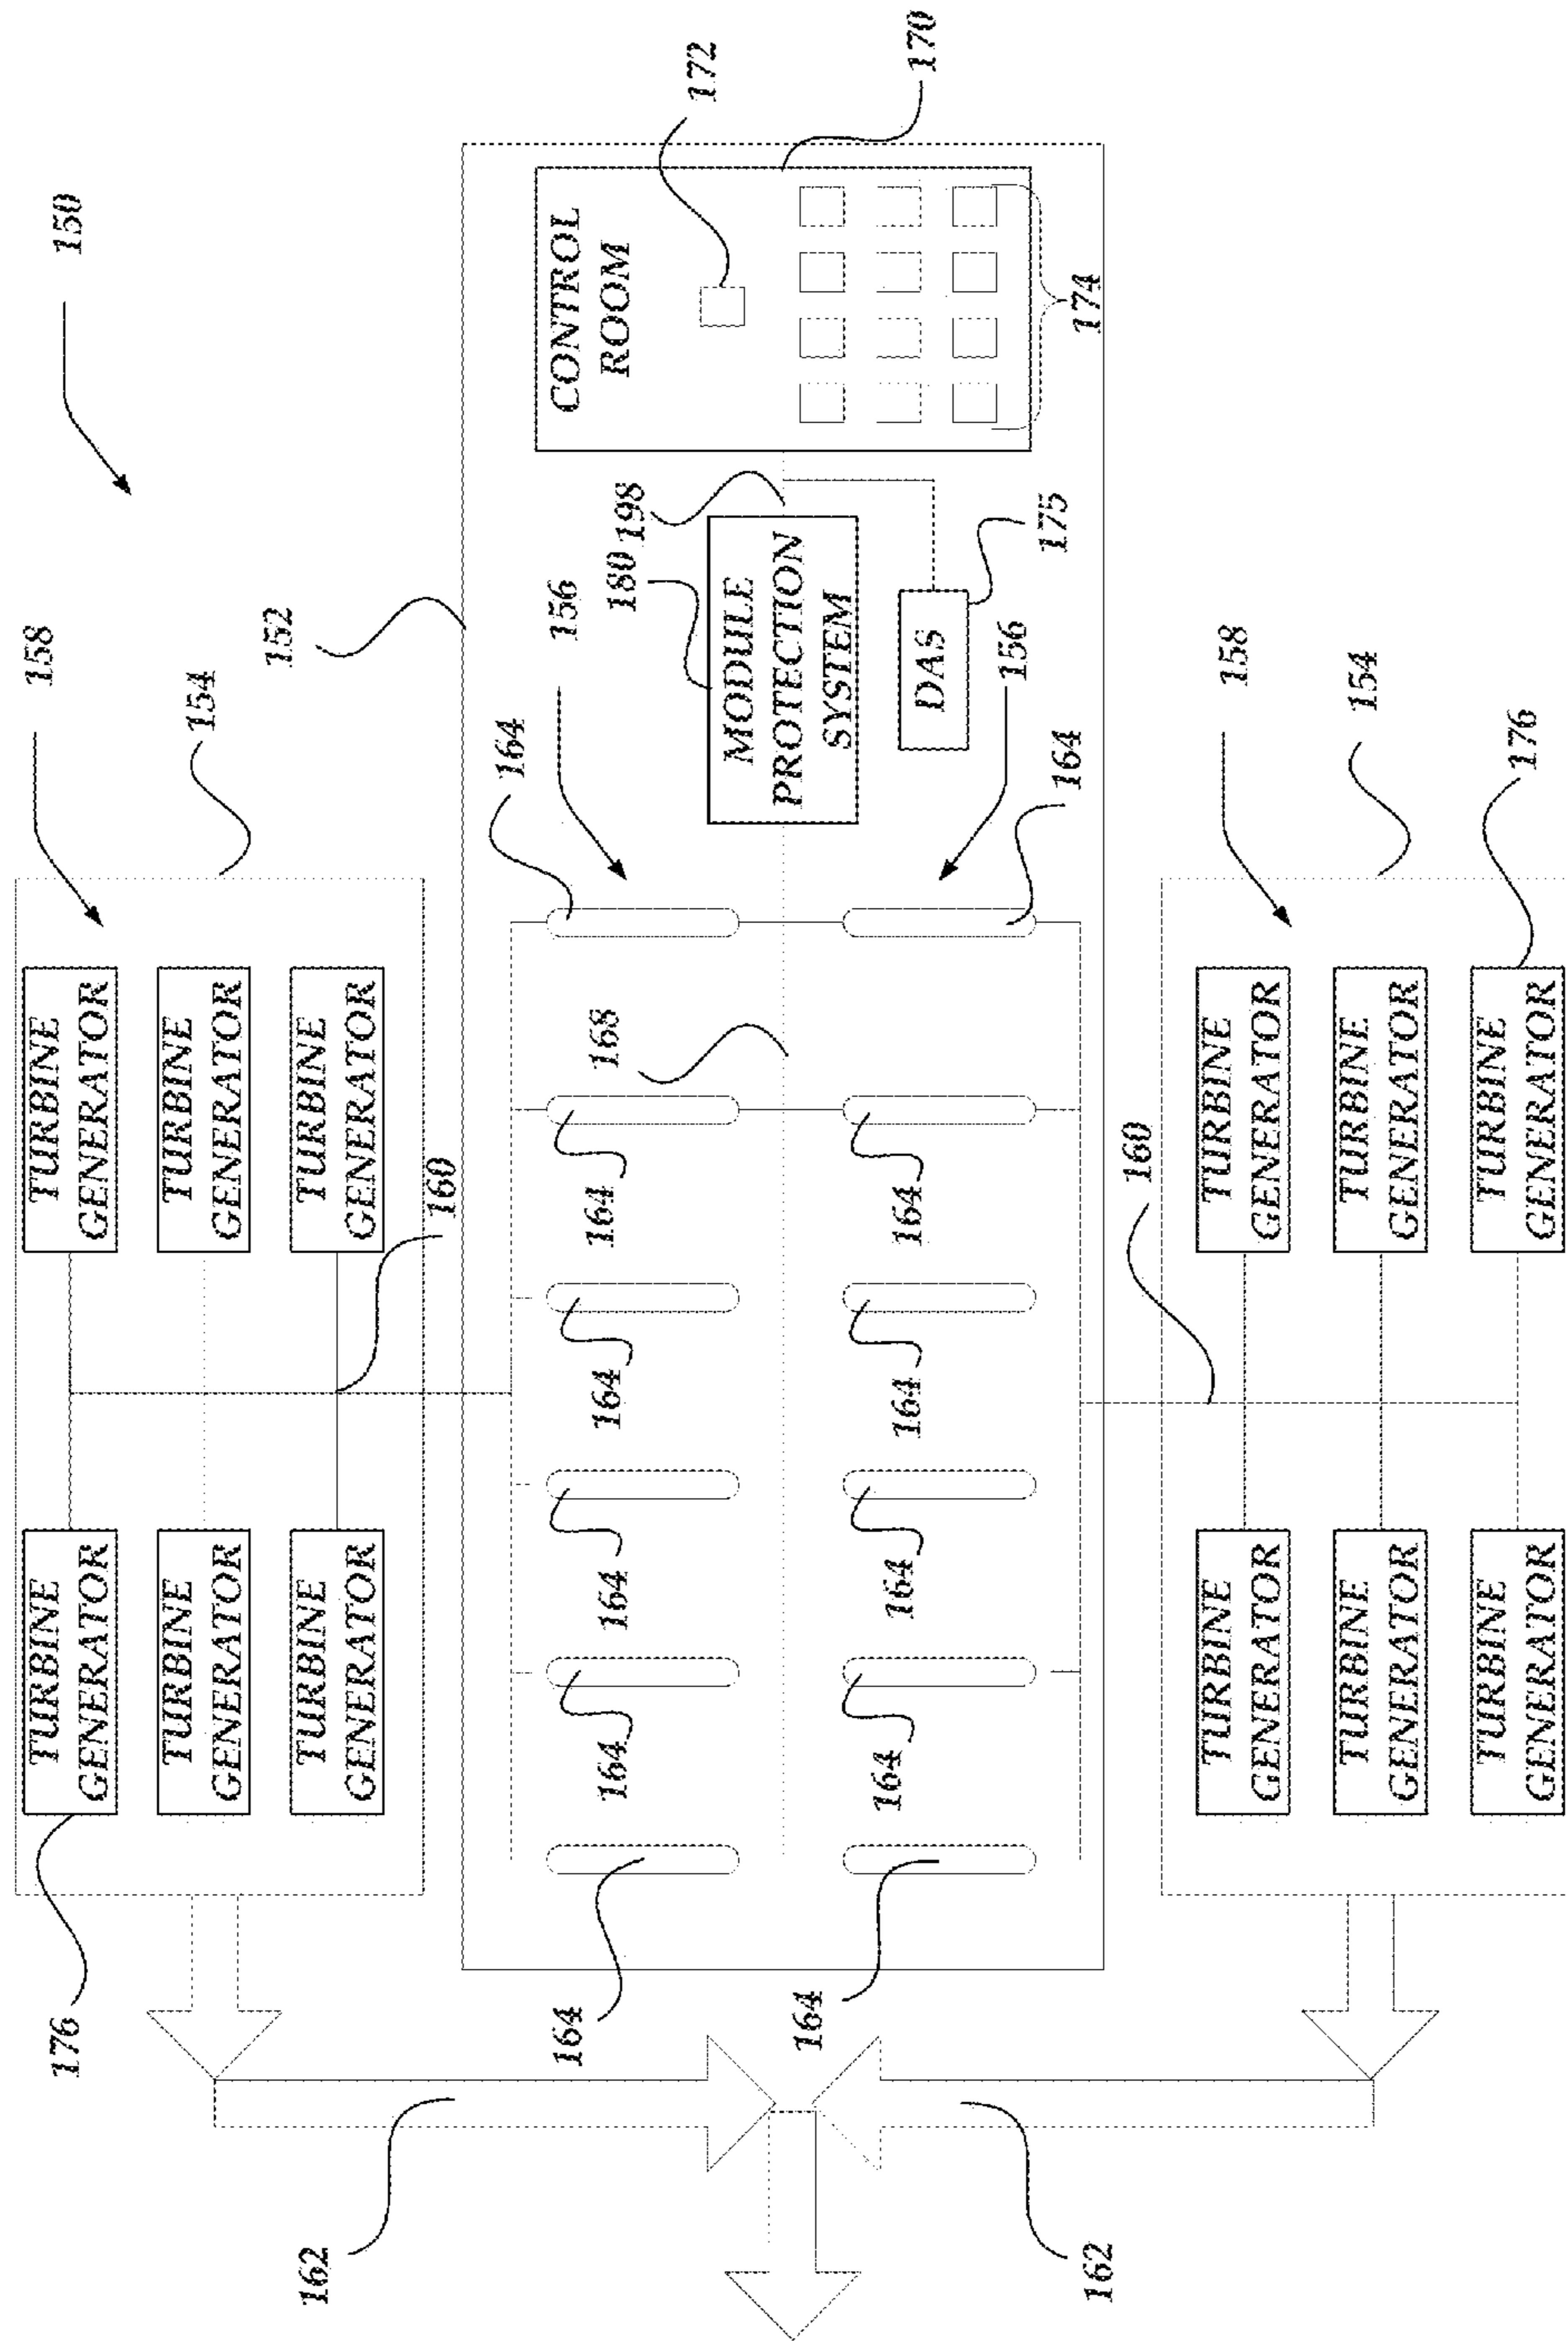 150
158
TURBINE
GENERATOR
TURBINE
GENERATOR
176
154
TURBINE
GENERATOR
TURBINE
GENERATOR
TURBINE
GENERATOR
TURBINE
GENERATOR
152
160
162
164
164
164
164
164
164
156
168
180
198
MODULE
PROTECTION
SYSTEM
CONTROL
ROOM
172
170
174
DAS
175
164
164
164
164
164
164
156
162
160
158
154
TURBINE
GENERATOR
TURBINE
GENERATOR
TURBINE
GENERATOR
TURBINE
GENERATOR
TURBINE
GENERATOR
TURBINE
GENERATOR
176